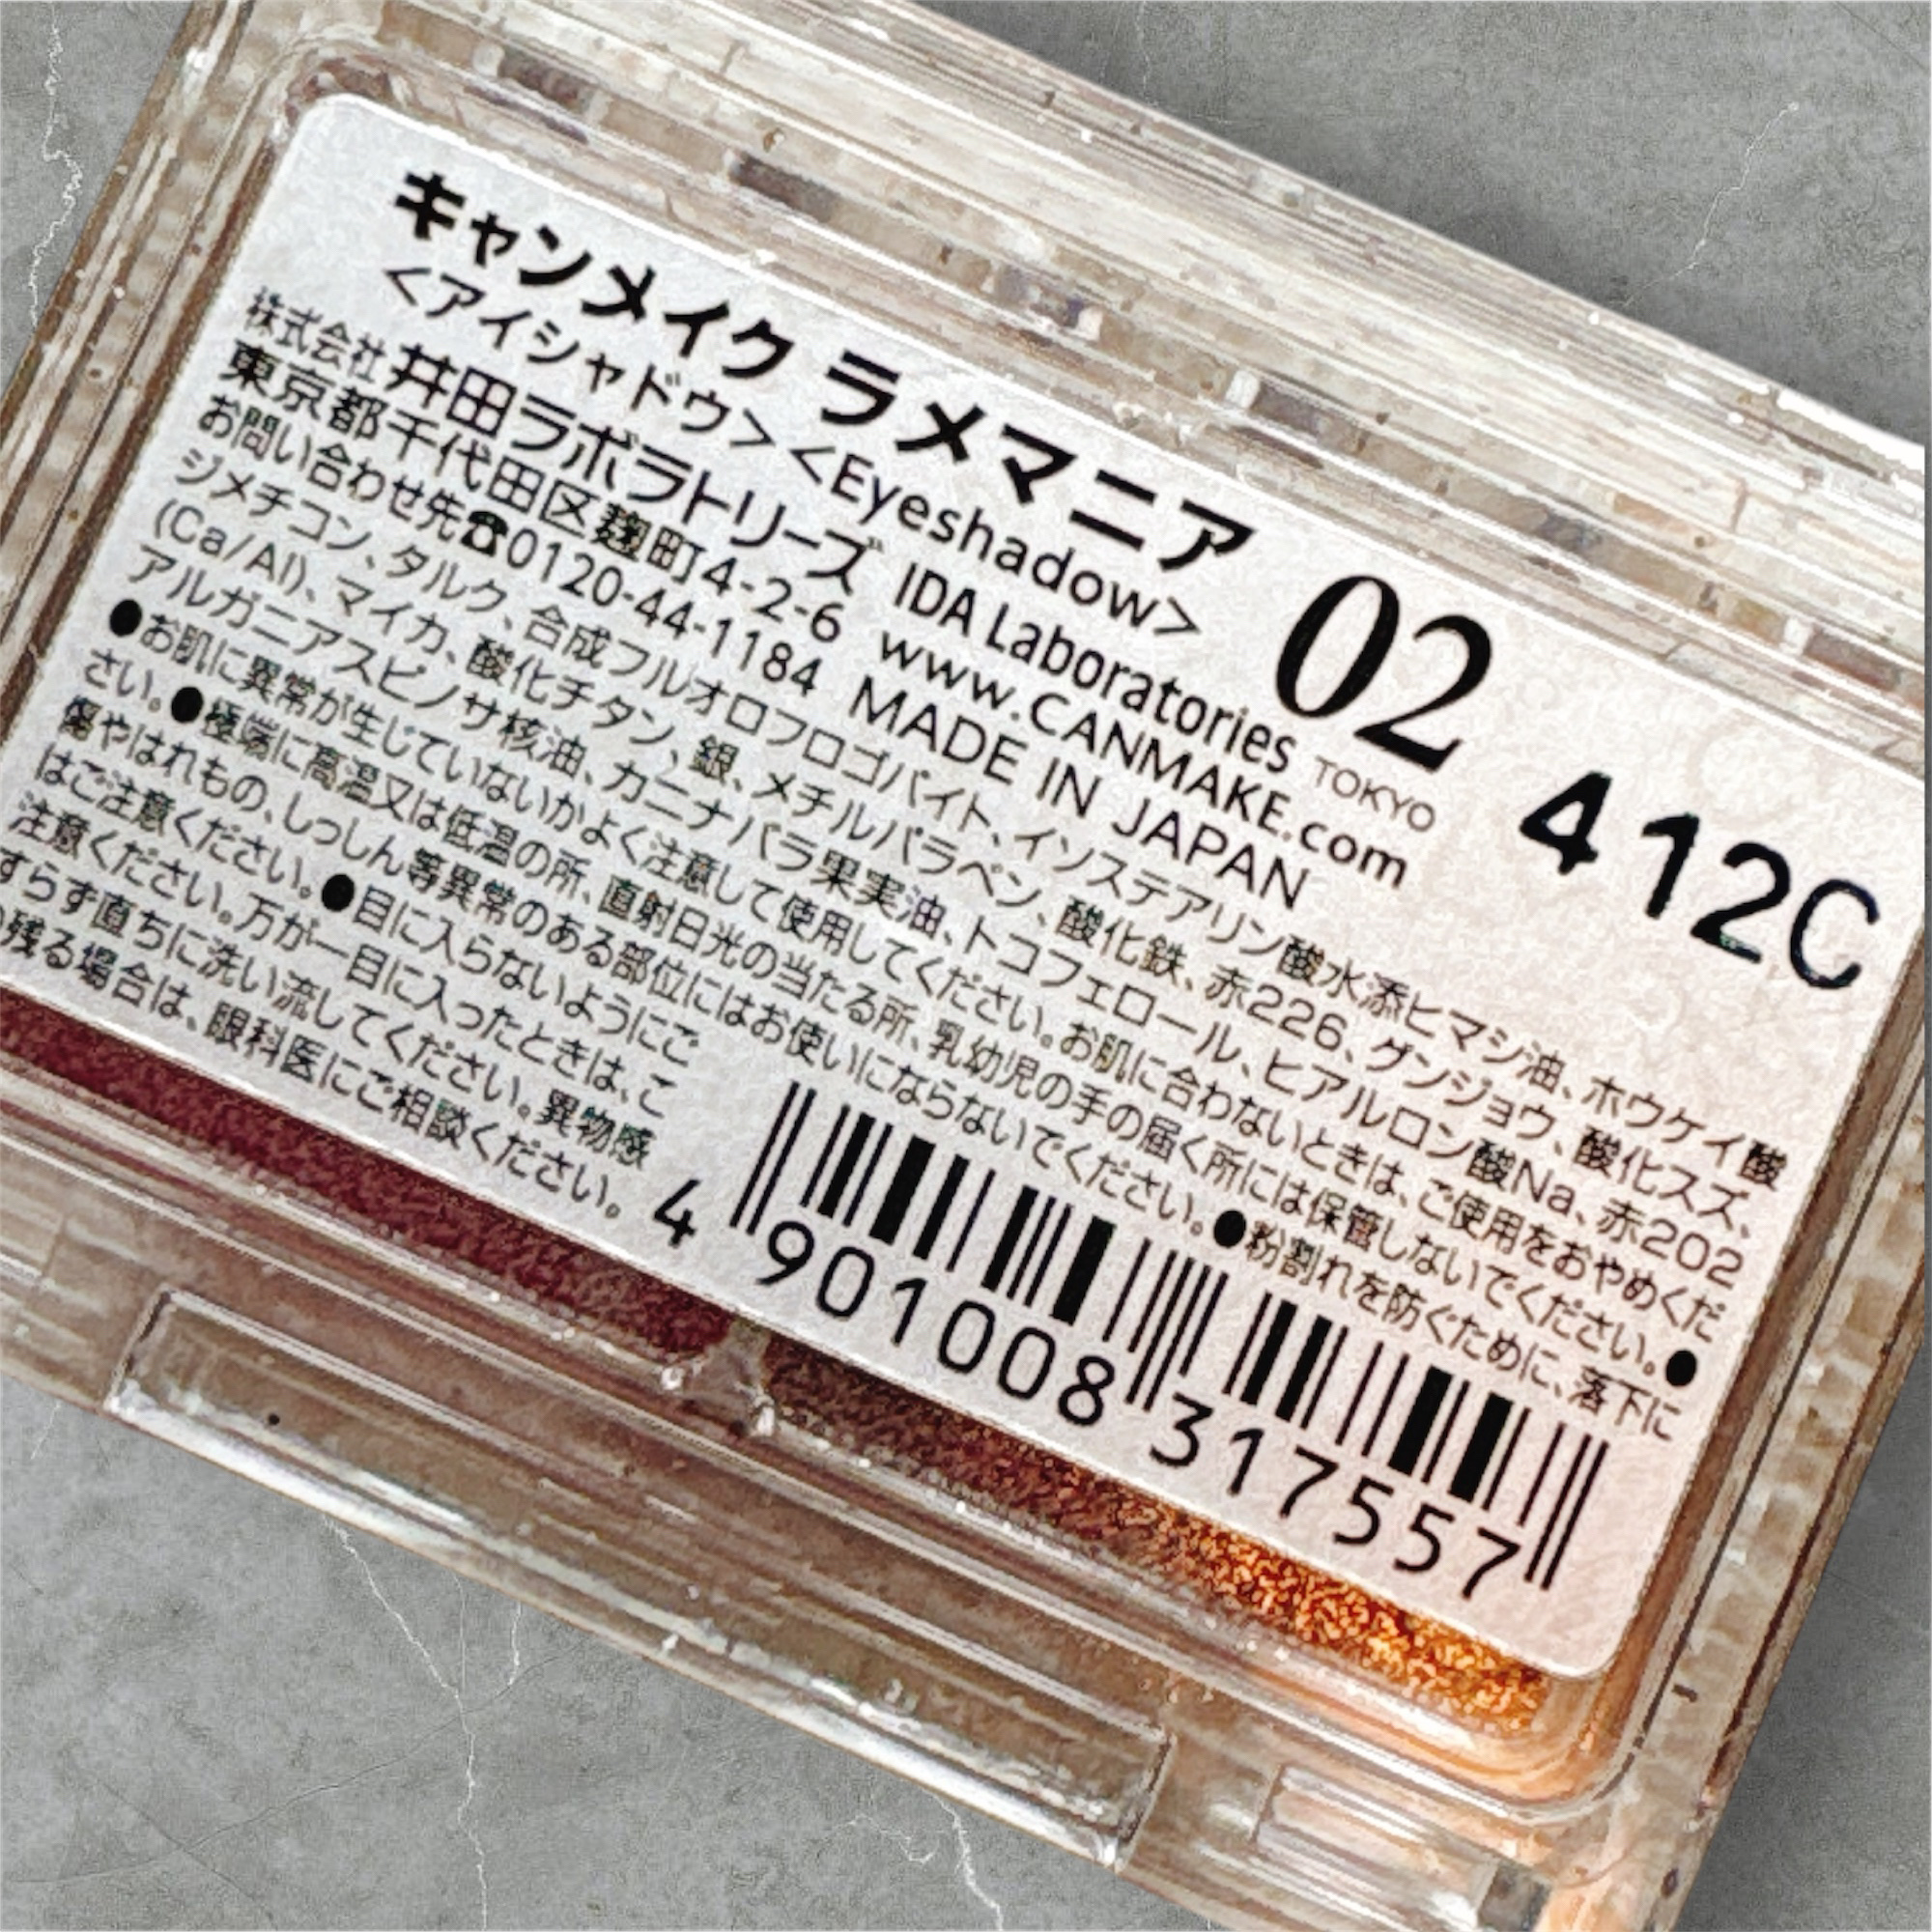 キャンメイク ラメマニア 02 412C
<アイシャドウ> <Eyeshadow>
株式会社 井田ラボラトリーズ IDA Laboratories TOKYO
東京都千代田区麹町4-2-6 www.CANMAKE.com
お問い合わせ先☎0120-44-1184 MADE IN JAPAN
ジメチコン、タルク、合成フルオロフロゴパイト、イソステアリン酸水添ヒマシ油、ホウケイ酸
(Ca/Al)、マイカ、酸化チタン、銀、メチルパラベン、酸化鉄、赤226、グンジョウ、酸化スズ、
アルガニアスピノサ核油、カニナバラ果実油、トコフェロール、ヒアルロン酸Na、赤202
●お肌に異常が生じていないかよく注意して使用してください。お肌に合わないときは、ご使用をおやめくだ
さい。●極端に高温又は低温の所、直射日光の当たる所、乳幼児の手の届く所には保管しないでください。●
傷やはれもの、しっしん等異常のある部位にはお使いにならないでください。●粉割れを防ぐために、落下に
はご注意ください。●目に入らないようにご
注意ください。万が一目に入ったときは、こ
すらず直ちに洗い流してください。異物感
残る場合は、眼科医にご相談ください。
4 901008 317557